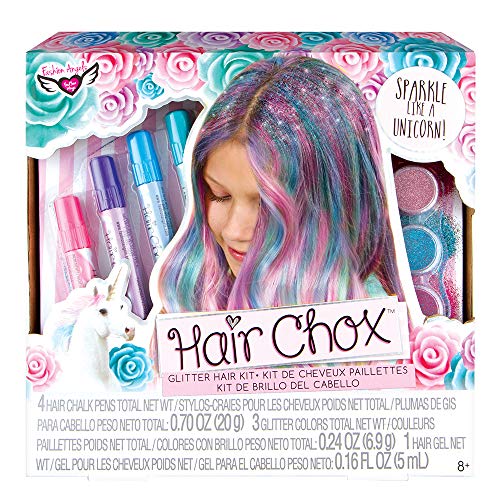 Fashion Angels
SPARKLE
LIKE A
UNICORN!
Hair Chox
Hair Chox
Hair Chox™
GLITTER HAIR KIT • KIT DE CHEVEUX PAILLETTES
KIT DE BRILLO DEL CABELLO
4 HAIR CHALK PENS TOTAL NET WT / STYLOS-CRAIES POUR LES CHEVEUX POIDS NET TOTAL / PLUMAS DE GIS
PARA CABELLO PESO NETO TOTAL: 0.70 OZ (20 g) 3 GLITTER COLORS TOTAL NET WT / COULEURS
PAILLETTES POIDS NET TOTAL / COLORES CON BRILLO PESO NETO TOTAL: 0.24 OZ (6.9 g) 1 HAIR GEL NET
WT / GEL POUR LES CHEVEUX POIDS NET / GEL PARA EL CABELLO PESO NETO: 0.16 FL OZ (5 mL)
8+